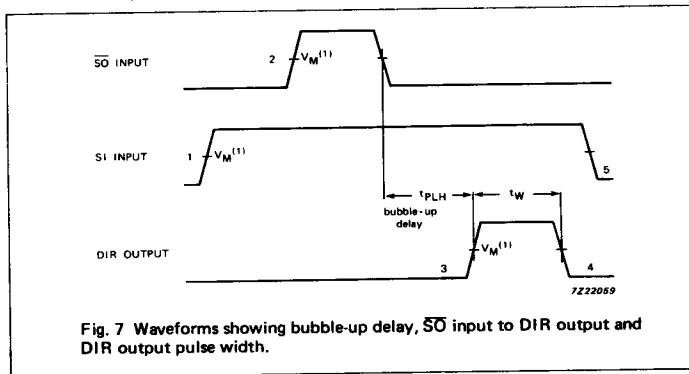 S̅O̅ INPUT
2
VM(1)
SI INPUT
1
VM(1)
5
tPLH
tW
bubble-up
delay
DIR OUTPUT
VM(1)
3
4
7Z22059
Fig. 7 Waveforms showing bubble-up delay, S̅O̅ input to DIR output and
DIR output pulse width.